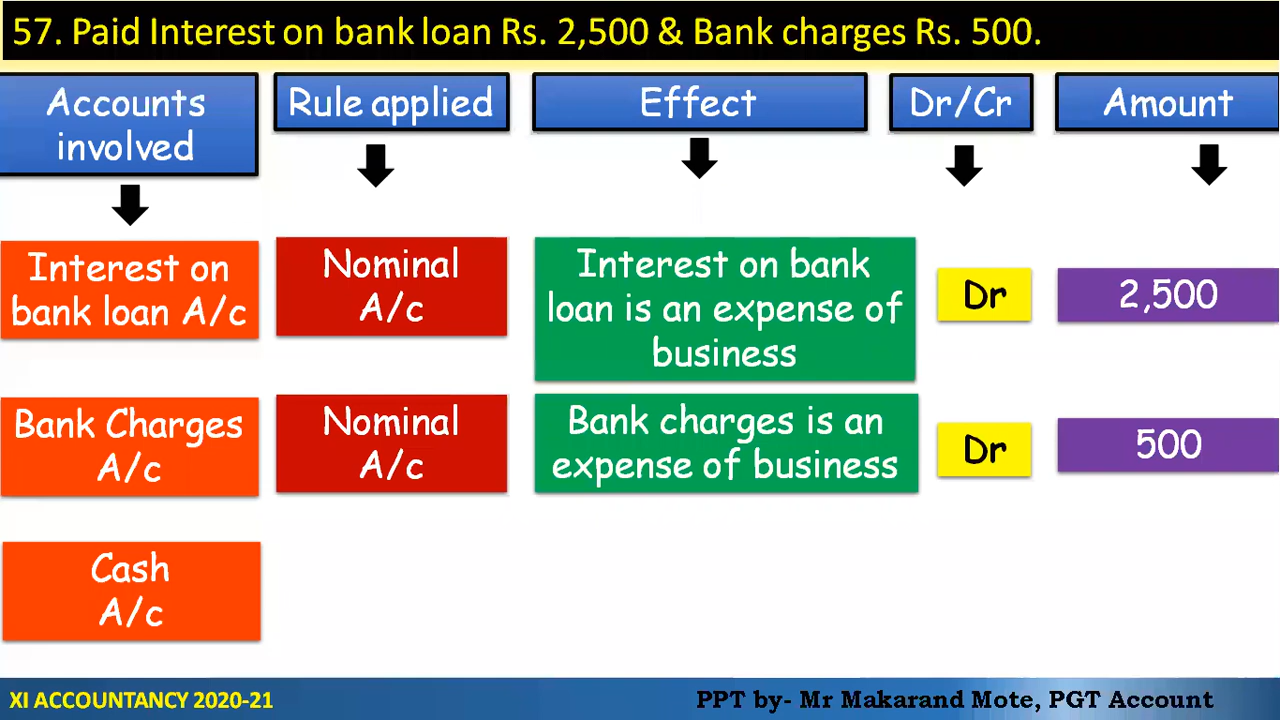 57. Paid Interest on bank loan Rs. 2,500 & Bank charges Rs. 500.
Accounts
involved
Rule applied
Effect
Dr/Cr
Amount
Interest on
bank loan A/c
Nominal
A/c
Interest on bank
loan is an expense of
business
Dr
2,500
Bank Charges
A/c
Nominal
A/c
Bank charges is an
expense of business
Dr
500
Cash
A/c
XI ACCOUNTANCY 2020-21
PPT by- Mr Makarand Mote, PGT Account